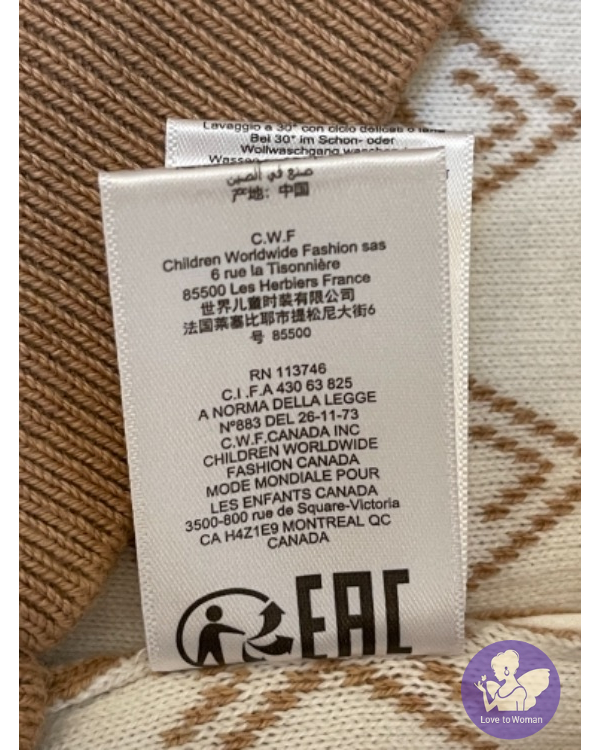 Lavaggio a 30° con ciclo delicati o lana
Bei 30° im Schon- oder
Wollwaschgang waschen
صنع في الصين
产地：中国
C.W.F
Children Worldwide Fashion sas
6 rue la Tisonnière
85500 Les Herbiers France
世界儿童时装有限公司
法国莱塞比耶市提松尼大街6
号 85500
RN 113746
C.I .F.A 430 63 825
A NORMA DELLA LEGGE
Nº883 DEL 26-11-73
C.W.F.CANADA INC
CHILDREN WORLDWIDE
FASHION CANADA
MODE MONDIALE POUR
LES ENFANTS CANADA
3500-800 rue de Square-Victoria
CA H4Z1E9 MONTREAL QC
CANADA
EAC
Love to Woman